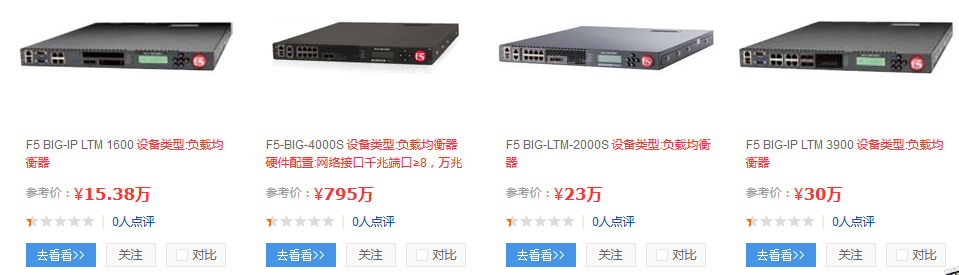 F5 BIG-IP LTM 1600 设备类型:负载均
衡器
参考价：¥15.38万
0人点评
去看看>>
关注
对比
F5-BIG-4000S 设备类型:负载均衡器
硬件配置:网络接口千兆端口≥8，万兆
参考价：¥795万
0人点评
去看看>>
关注
对比
F5-BIG-LTM-2000S 设备类型:负载均衡
器
参考价：¥23万
0人点评
去看看>>
关注
对比
F5 BIG-IP LTM 3900 设备类型:负载均
衡器
参考价：¥30万
0人点评
去看看>>
关注
对比